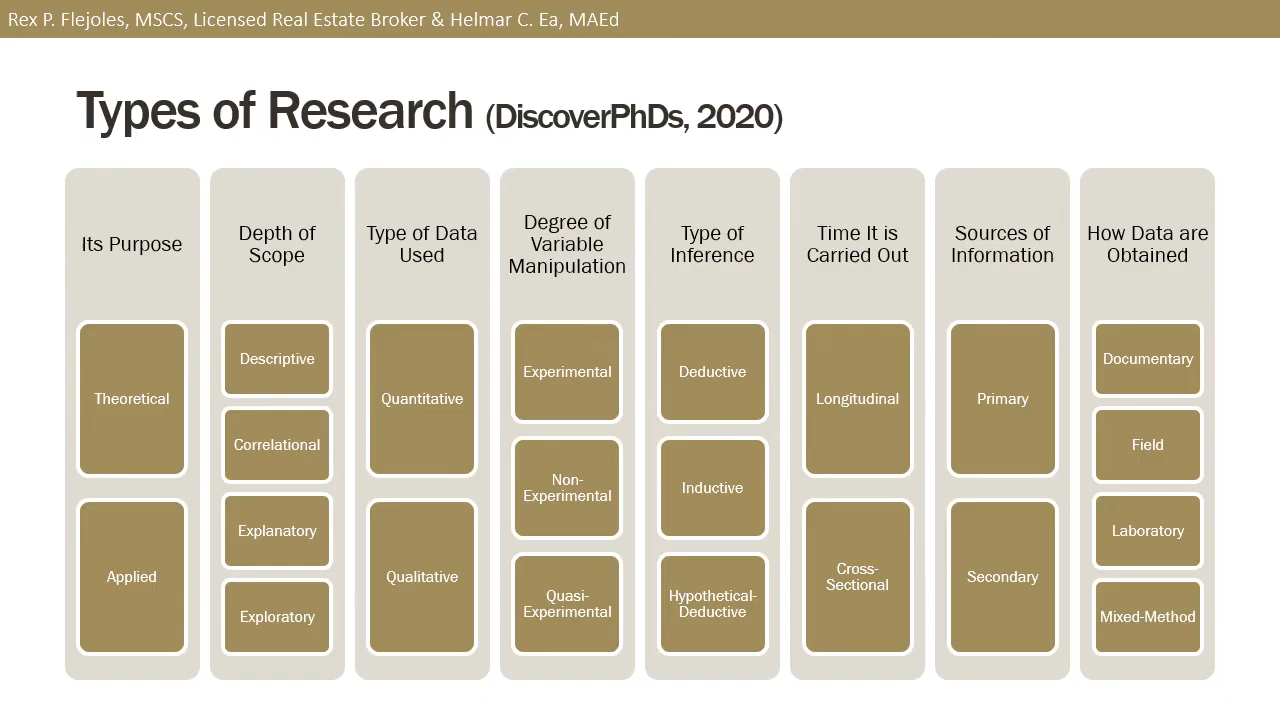 Rex P. Flejoles, MSCS, Licensed Real Estate Broker & Helmar C. Ea, MAEd
Types of Research (DiscoverPhDs, 2020)
Its Purpose
Theoretical
Applied
Depth of
Scope
Descriptive
Correlational
Explanatory
Exploratory
Type of Data
Used
Quantitative
Qualitative
Degree of
Variable
Manipulation
Experimental
Non-
Experimental
Quasi-
Experimental
Type of
Inference
Deductive
Inductive
Hypothetical-
Deductive
Time It is
Carried Out
Longitudinal
Cross-
Sectional
Sources of
Information
Primary
Secondary
How Data are
Obtained
Documentary
Field
Laboratory
Mixed-Method